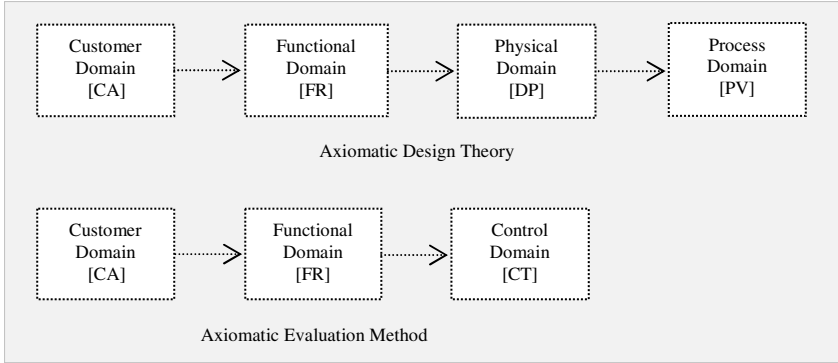 Customer
Domain
[CA]
Functional
Domain
[FR]
Physical
Domain
[DP]
Process
Domain
[PV]
Axiomatic Design Theory
Customer
Domain
[CA]
Functional
Domain
[FR]
Control
Domain
[CT]
Axiomatic Evaluation Method